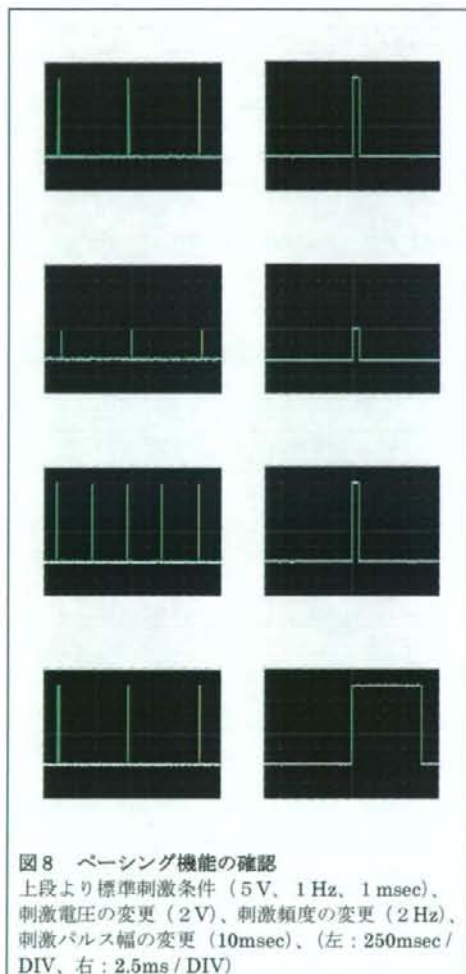 図8　ペーシング機能の確認
上段より標準刺激条件（5V、1Hz、1msec）、
刺激電圧の変更（2V）、刺激頻度の変更（2Hz）、
刺激パルス幅の変更（10msec）、（左：250msec /
DIV、右：2.5ms / DIV）